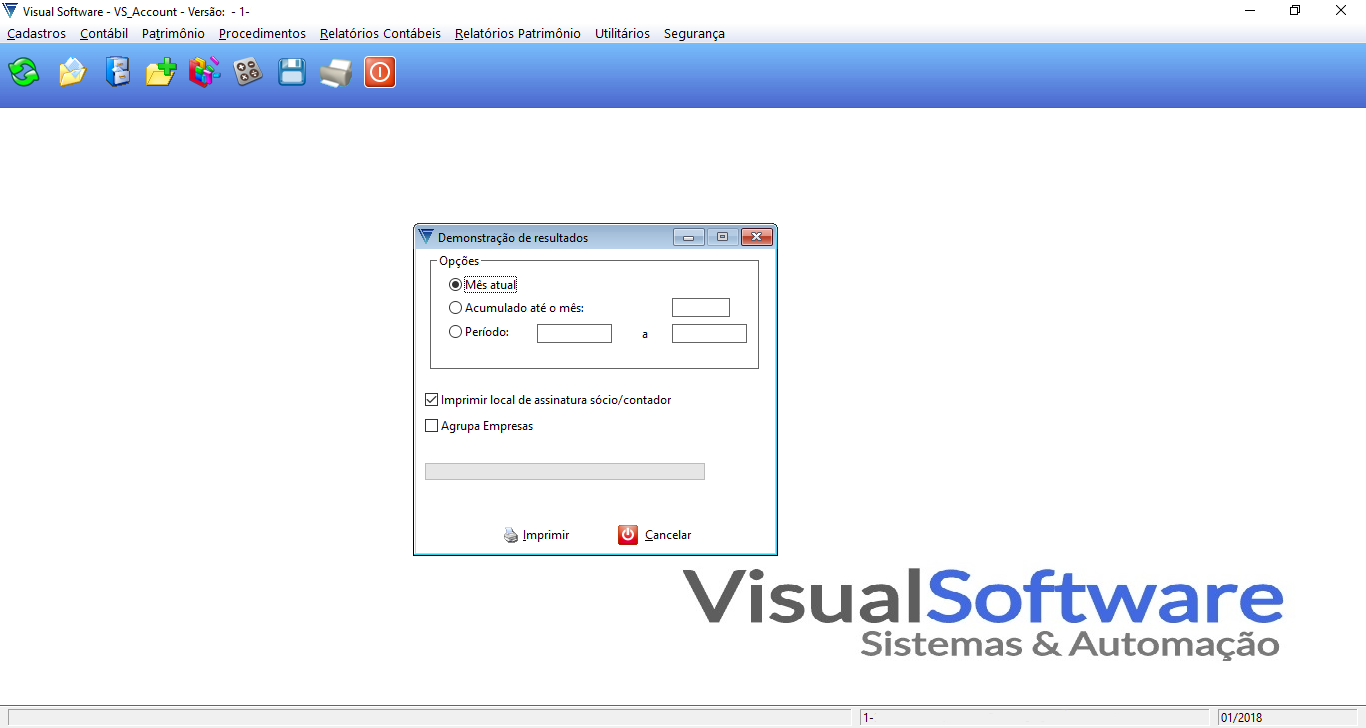 Visual Software - VS_Account - Versão:  - 1-
Cadastros Contábil Patrimônio Procedimentos Relatórios Contábeis Relatórios Patrimônio Utilitários Segurança
Demonstração de resultados
Opções
Mês atual
Acumulado até o mês:
Período: a
Imprimir local de assinatura sócio/contador
Agrupa Empresas
Imprimir Cancelar
VisualSoftware
Sistemas & Automação
1- 01/2018